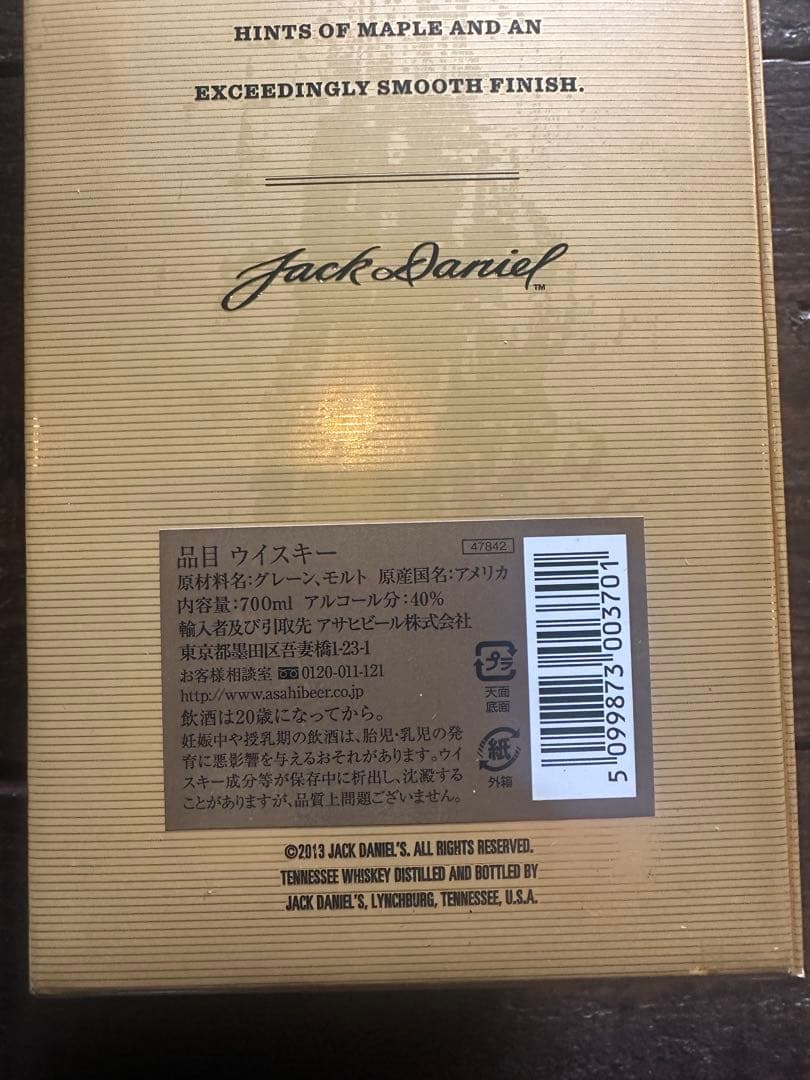 HINTS OF MAPLE AND AN
EXCEEDINGLY SMOOTH FINISH.
Jack Daniel™
品目 ウイスキー
47842
原材料名:グレーン、モルト 原産国名:アメリカ
内容量:700ml アルコール分:40%
輸入者及び引取先 アサヒビール株式会社
東京都墨田区吾妻橋1-23-1
お客様相談室 0120-011-121
http://www.asahibeer.co.jp
飲酒は20歳になってから。
妊娠中や授乳期の飲酒は、胎児・乳児の発
育に悪影響を与えるおそれがあります。ウイ
スキー成分等が保存中に析出し、沈澱する
ことがありますが、品質上問題ございません。
プラ
天面
底面
紙
外箱
5 099873 003701
©2013 JACK DANIEL'S. ALL RIGHTS RESERVED.
TENNESSEE WHISKEY DISTILLED AND BOTTLED BY
JACK DANIEL'S, LYNCHBURG, TENNESSEE, U.S.A.